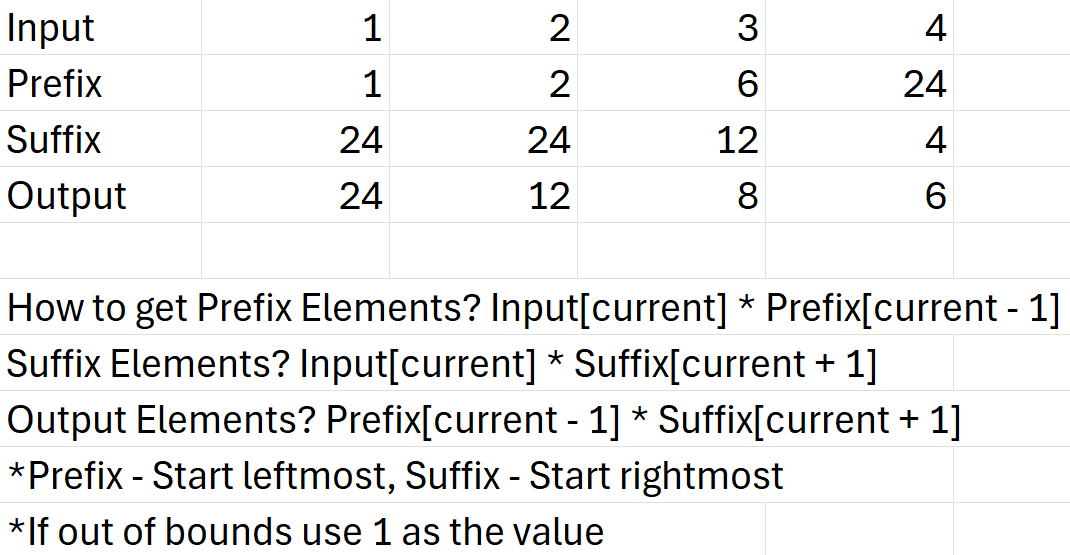 Input 1 2 3 4
Prefix 1 2 6 24
Suffix 24 24 12 4
Output 24 12 8 6
How to get Prefix Elements? Input[current] * Prefix[current - 1]
Suffix Elements? Input[current] * Suffix[current + 1]
Output Elements? Prefix[current - 1] * Suffix[current + 1]
*Prefix - Start leftmost, Suffix - Start rightmost
*If out of bounds use 1 as the value